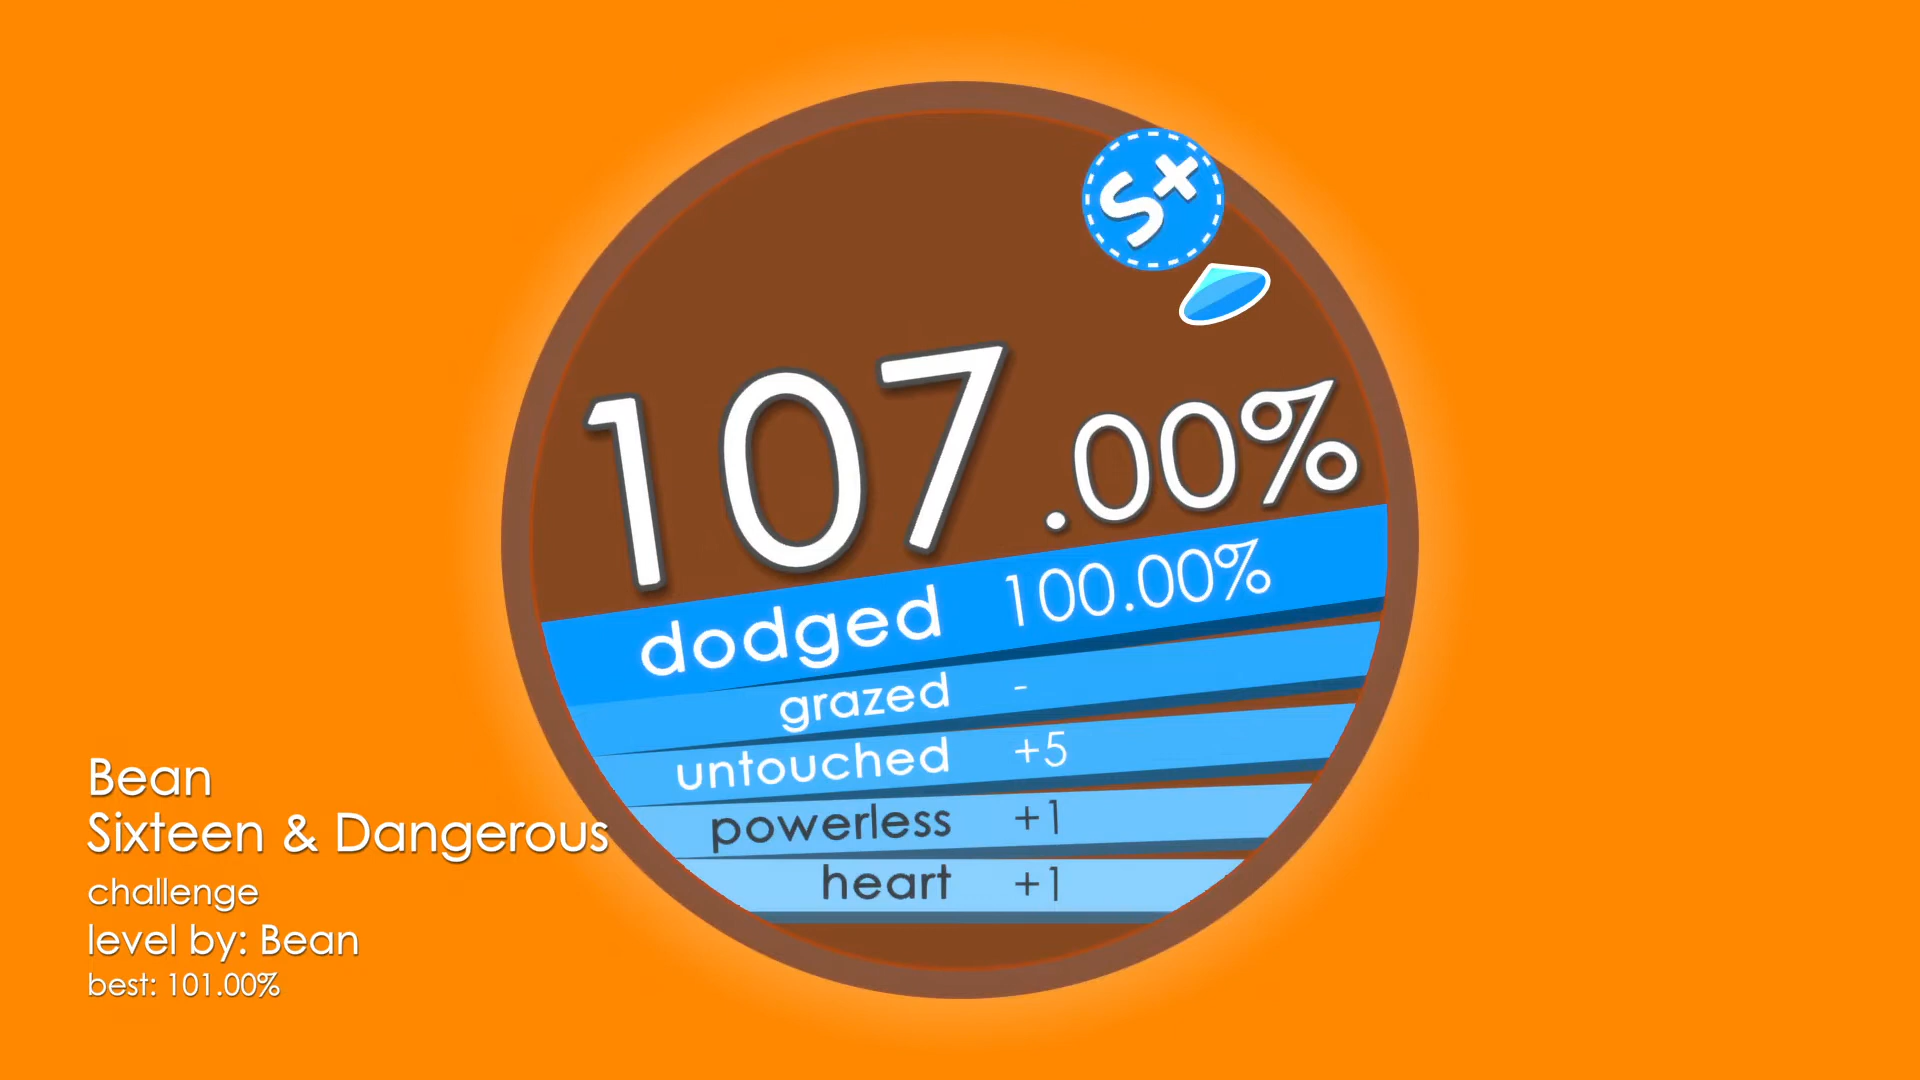 S+
107.00%
dodged 100.00%
grazed -
untouched +5
powerless +1
heart +1
Bean
Sixteen & Dangerous
challenge
level by: Bean
best: 101.00%